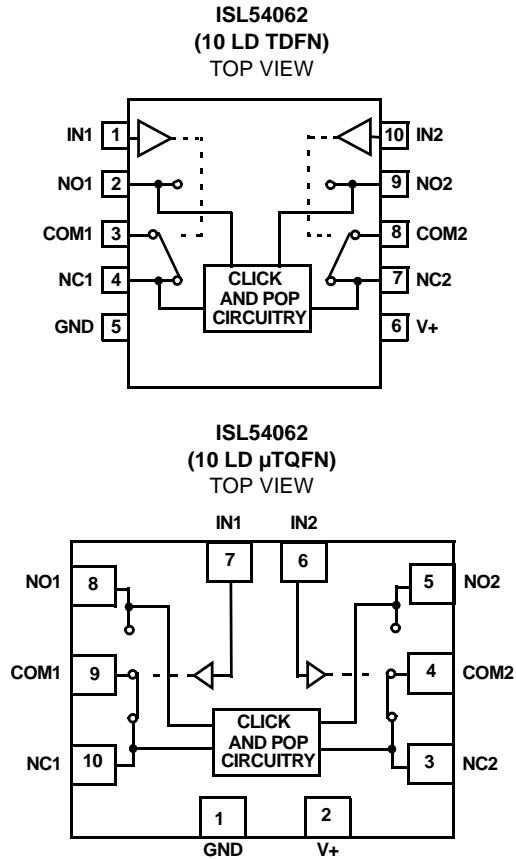 ISL54062
(10 LD TDFN)
TOP VIEW
IN1 1 10 IN2
NO1 2 9 NO2
COM1 3 8 COM2
NC1 4 7 NC2
GND 5 6 V+
CLICK
AND POP
CIRCUITRY
ISL54062
(10 LD µTQFN)
TOP VIEW
IN1 IN2
7 6
NO1 8 5 NO2
COM1 9 4 COM2
NC1 10 3 NC2
CLICK
AND POP
CIRCUITRY
1 2
GND V+